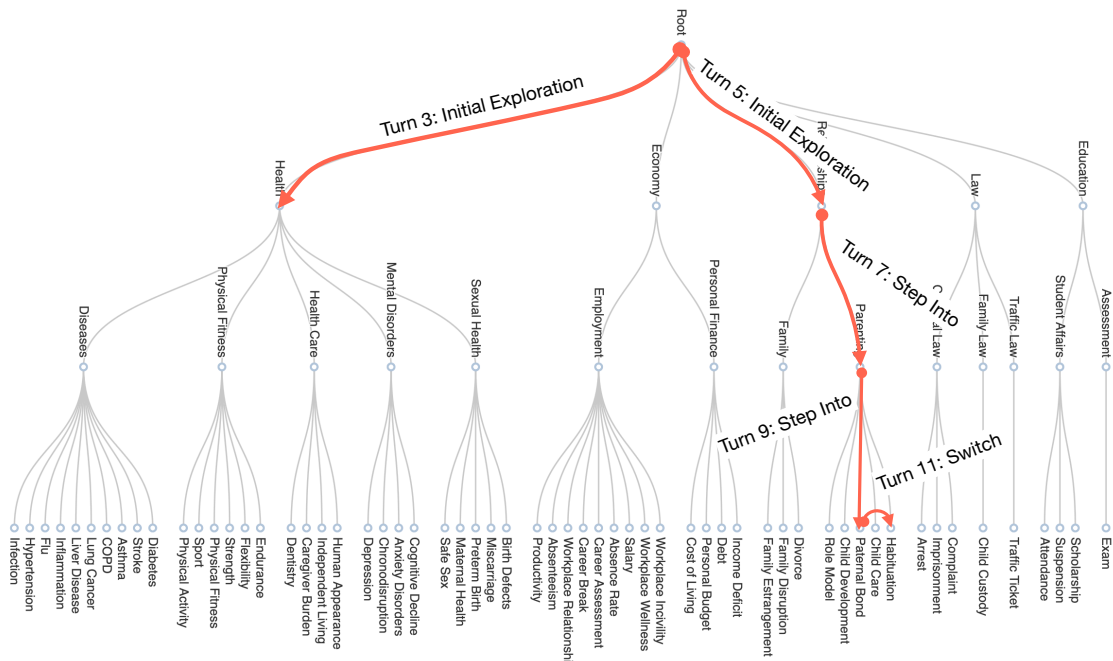 Root
Turn 3: Initial Exploration
Turn 5: Initial Exploration
Health
Economy
ship
Law
Education
Turn 7: Step Into
Diseases
Physical Fitness
Health Care
Mental Disorders
Sexual Health
Employment
Personal Finance
Family
Parentin
al Law
Family Law
Traffic Law
Student Affairs
Assessment
Turn 9: Step Into
Turn 11: Switch
Infection
Hypertension
Flu
Inflammation
Liver Disease
Lung Cancer
COPD
Asthma
Stroke
Diabetes
Physical Activity
Sport
Physical Fitness
Strength
Flexibility
Endurance
Dentistry
Caregiver Burden
Independent Living
Human Appearance
Depression
Chronodisruption
Anxiety Disorders
Cognitive Decline
Safe Sex
Maternal Health
Preterm Birth
Miscarriage
Birth Defects
Productivity
Absenteeism
Workplace Relationshi
Career Break
Career Assessment
Absence Rate
Salary
Workplace Wellness
Workplace Incivility
Cost of Living
Personal Budget
Debt
Income Deficit
Family Estrangement
Family Disruption
Divorce
Role Model
Child Development
Paternal Bond
Child Care
Habituation
Arrest
Imprisonment
Complaint
Child Custody
Traffic Ticket
Attendance
Suspension
Scholarship
Exam